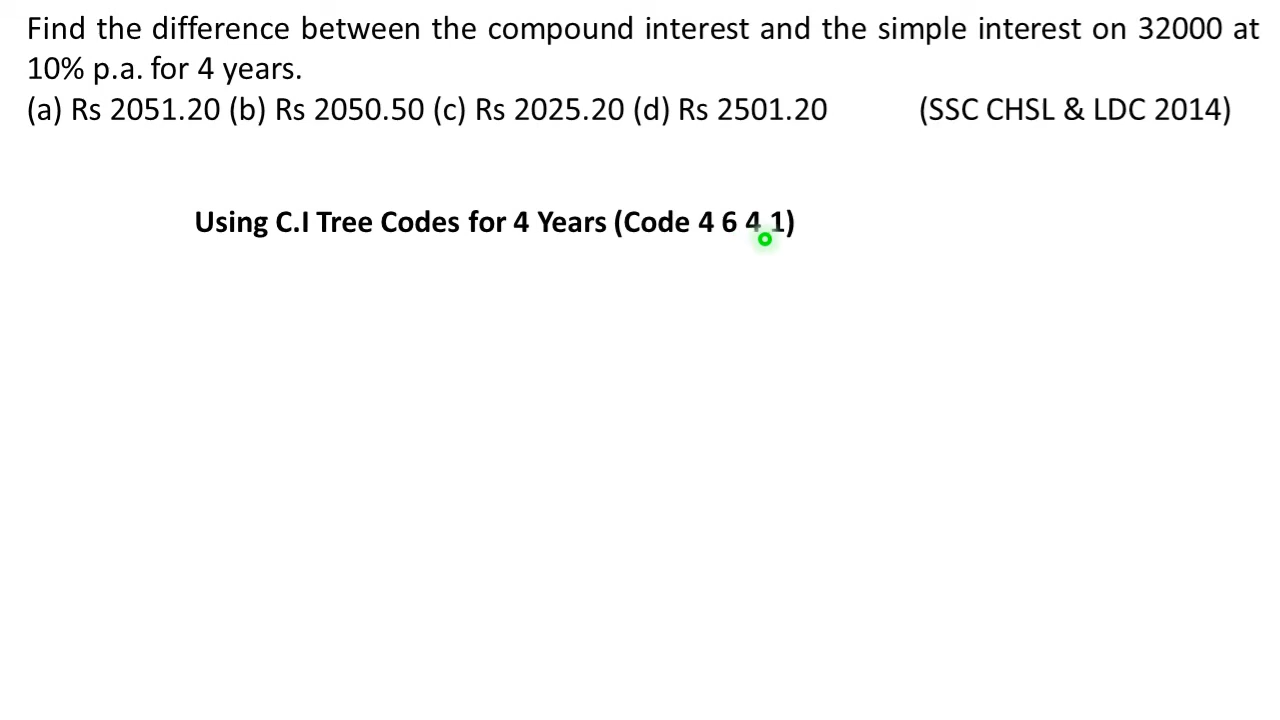 Find the difference between the compound interest and the simple interest on 32000 at
10% p.a. for 4 years.
(a) Rs 2051.20 (b) Rs 2050.50 (c) Rs 2025.20 (d) Rs 2501.20 (SSC CHSL & LDC 2014)
Using C.I Tree Codes for 4 Years (Code 4 6 4 1)